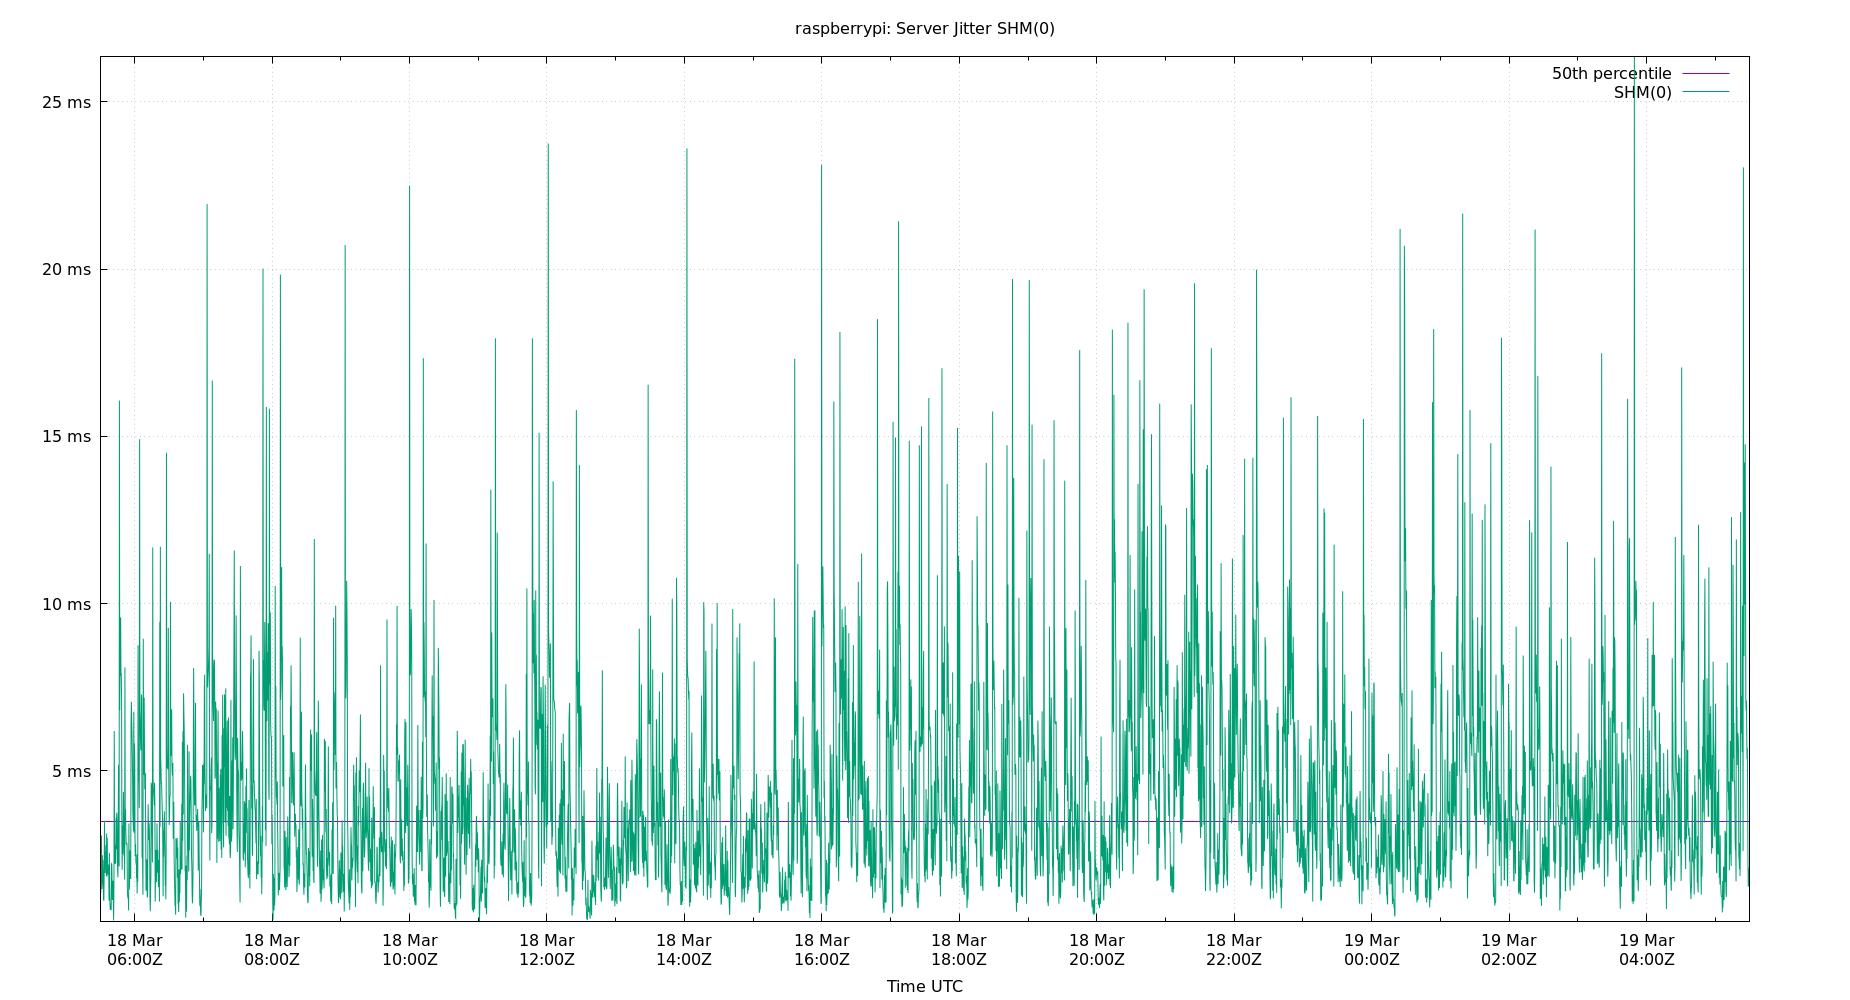 raspberrypi: Server Jitter SHM(0)
50th percentile
SHM(0)
25 ms
20 ms
15 ms
10 ms
5 ms
18 Mar 18 Mar 18 Mar 18 Mar 18 Mar 18 Mar 18 Mar 18 Mar 18 Mar 19 Mar 19 Mar 19 Mar
06:00Z 08:00Z 10:00Z 12:00Z 14:00Z 16:00Z 18:00Z 20:00Z 22:00Z 00:00Z 02:00Z 04:00Z
Time UTC